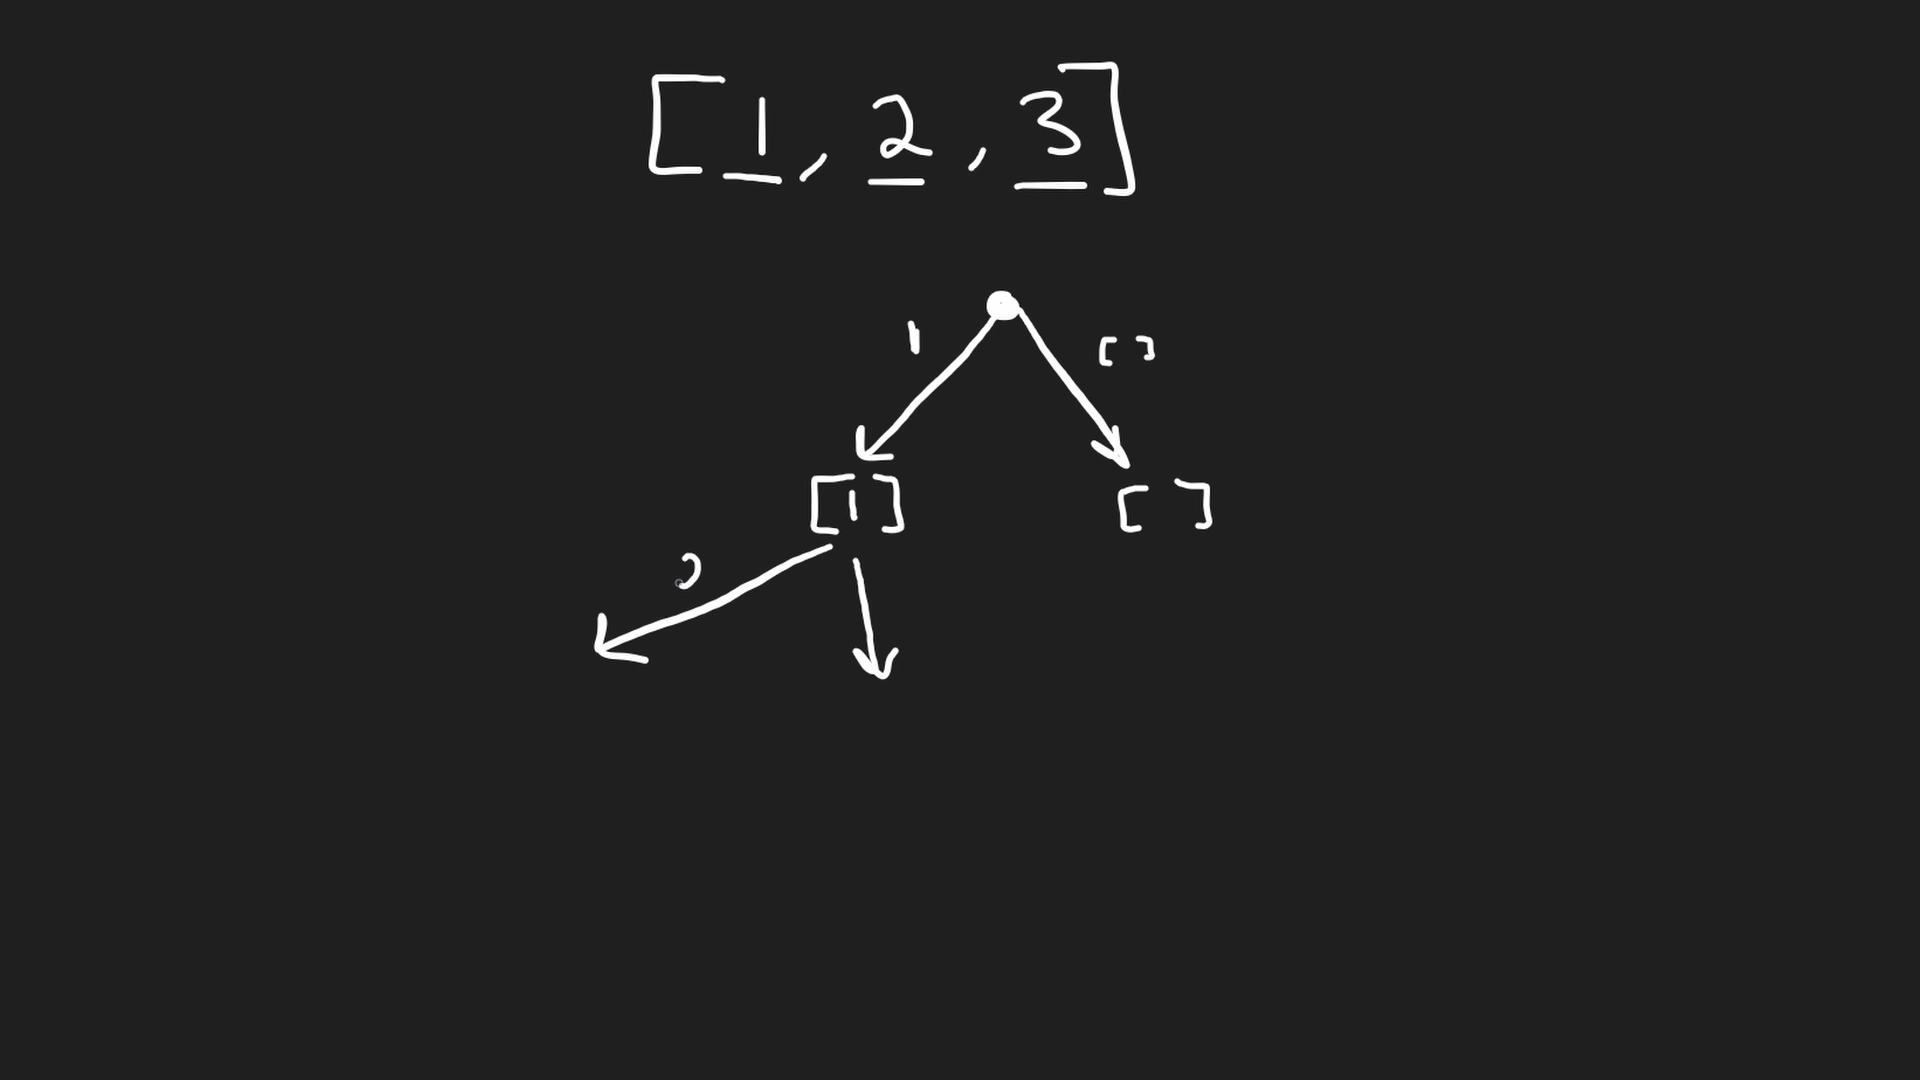 [1, 2, 3]
1 []
[1] []